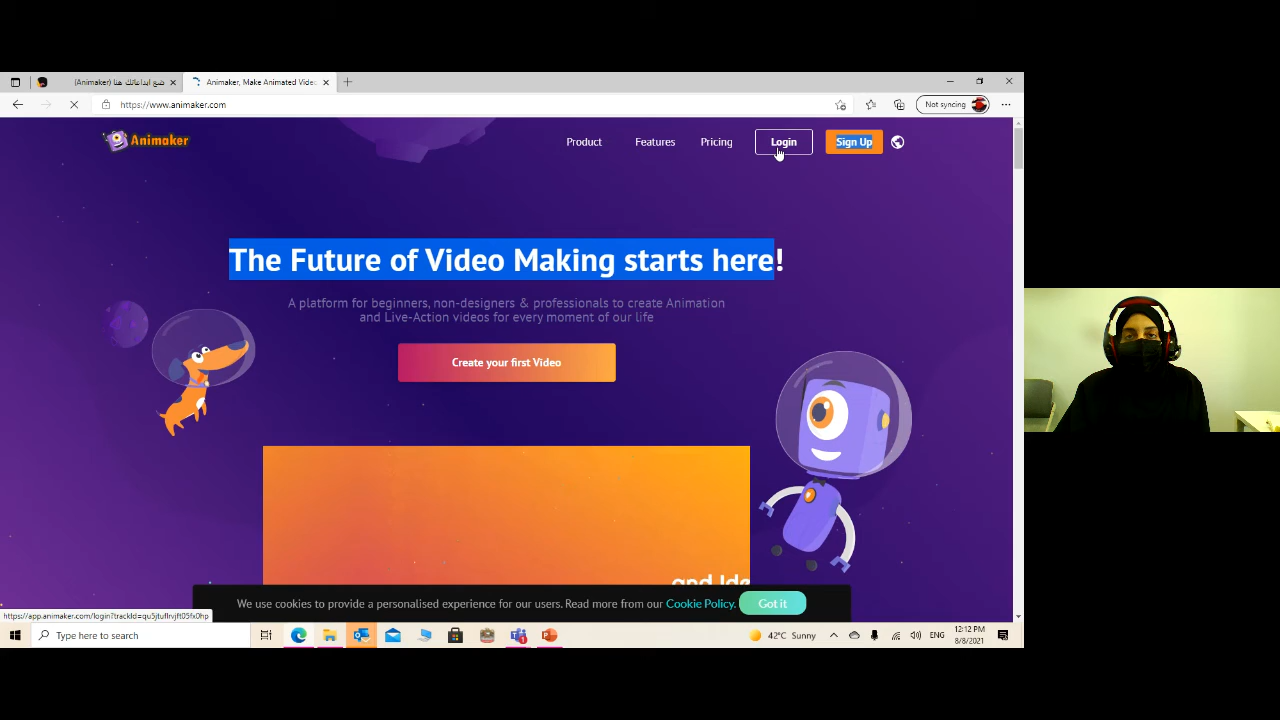 ضع ابداعاتك هنا (Animaker)
Animaker, Make Animated Vide
https://www.animaker.com
Not syncing
Animaker
Product
Features
Pricing
Login
Sign Up
The Future of Video Making starts here!
A platform for beginners, non-designers & professionals to create Animation
and Live-Action videos for every moment of our life
Create your first Video
We use cookies to provide a personalised experience for our users. Read more from our Cookie Policy.
Got it
Type here to search
42°C Sunny
ENG
12:12 PM
8/8/2021